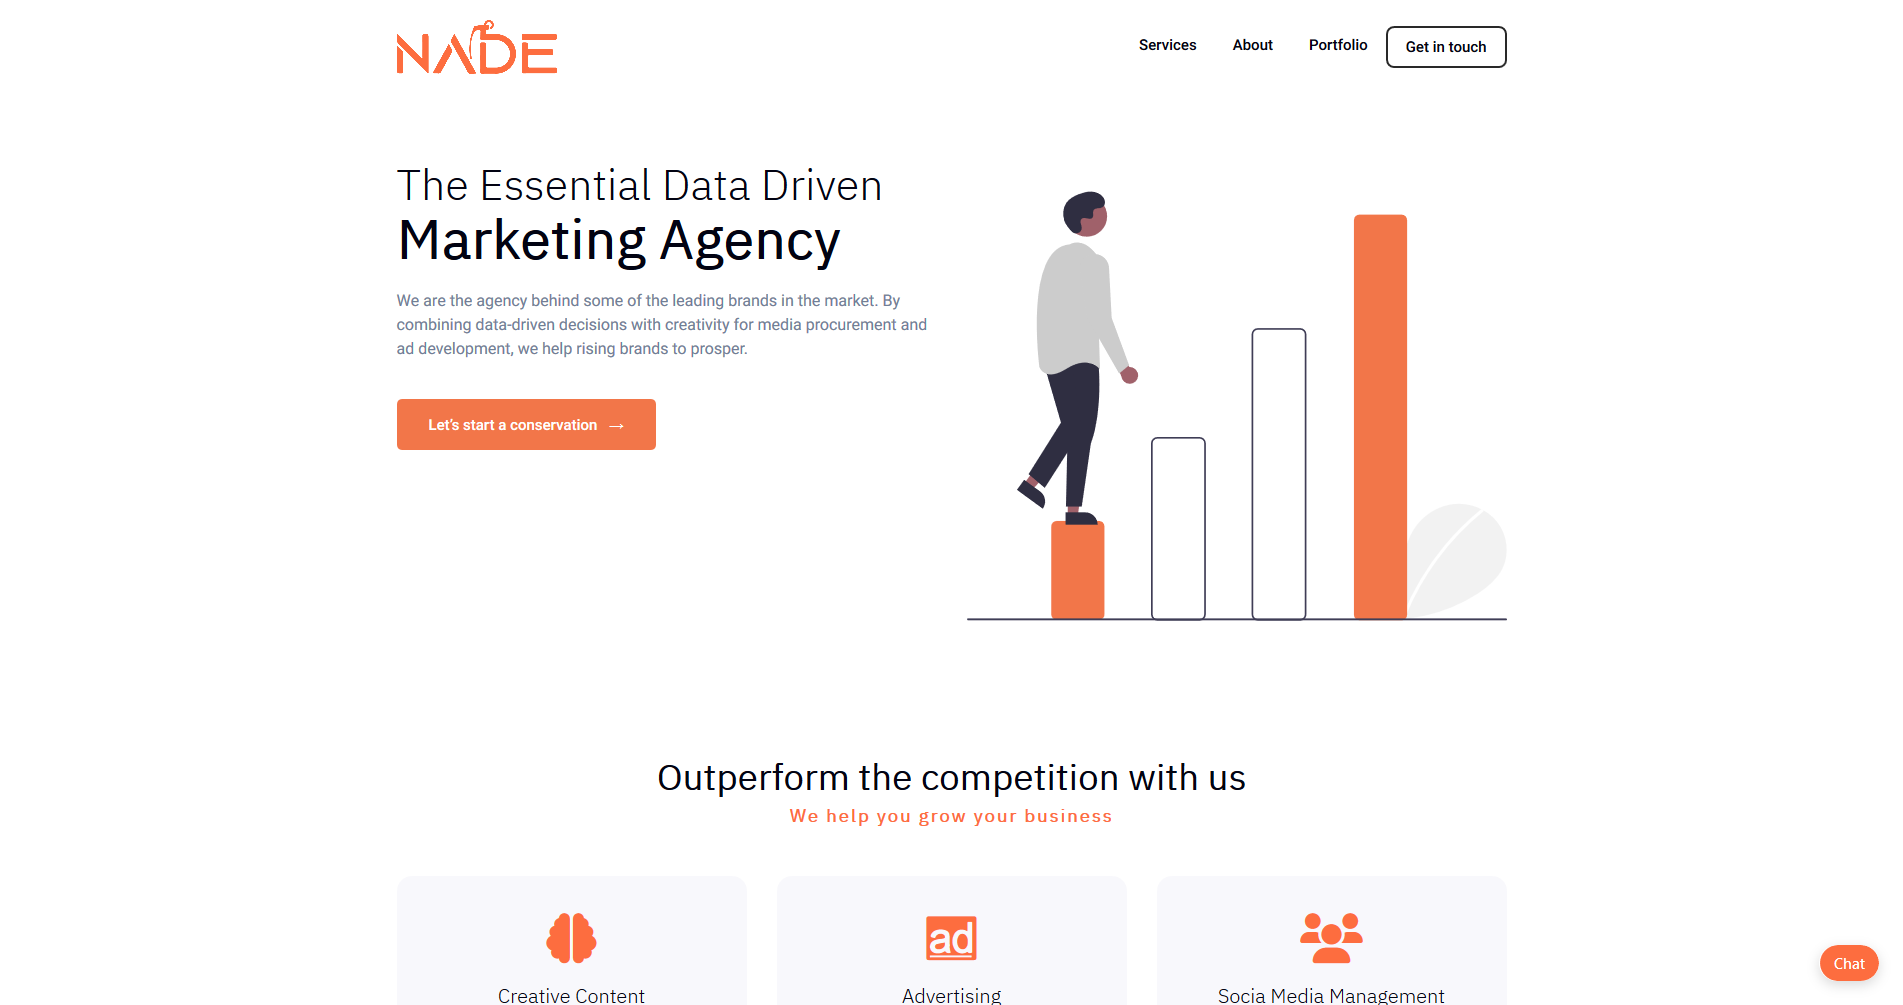 NADE
Services
About
Portfolio
Get in touch
The Essential Data Driven
Marketing Agency
We are the agency behind some of the leading brands in the market. By
combining data-driven decisions with creativity for media procurement and
ad development, we help rising brands to prosper.
Let's start a conservation →
Outperform the competition with us
We help you grow your business
ad
Creative Content
Advertising
Socia Media Management
Chat